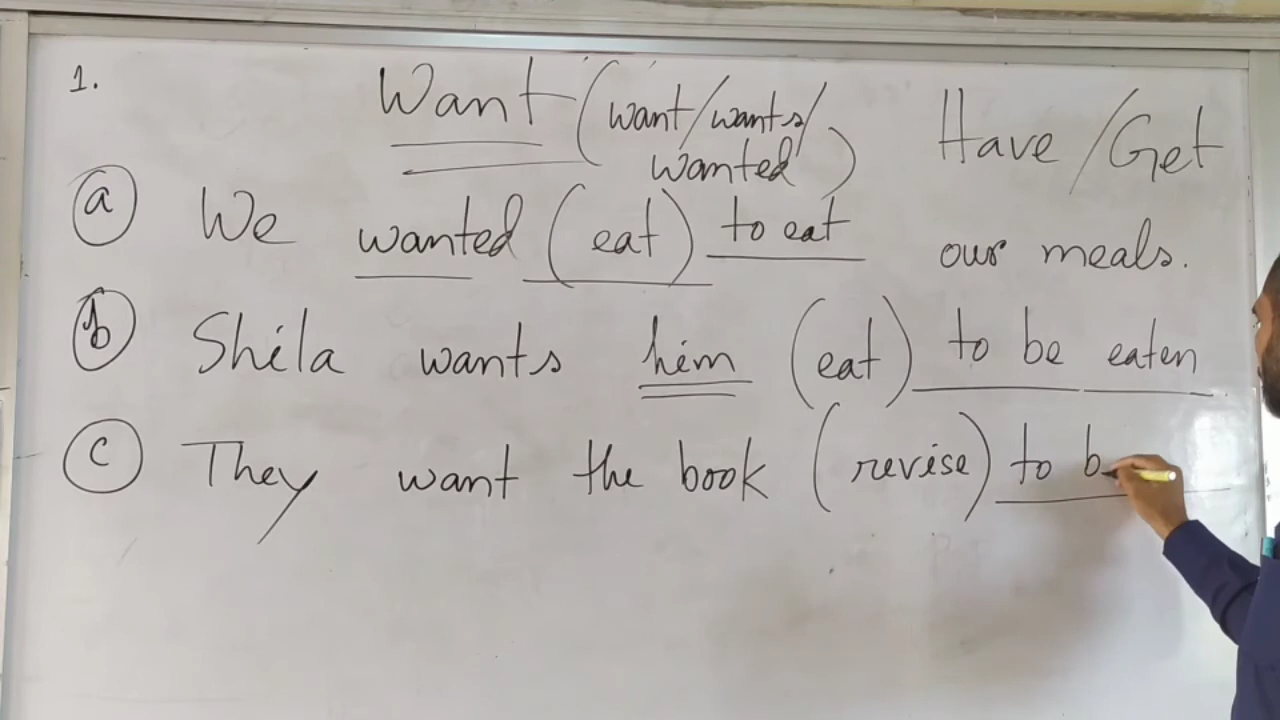 1.
Want (want/wants/
wanted)
Have/Get
a We wanted (eat) to eat our meals.
b Shila wants him (eat) to be eaten
c They want the book (revise) to b